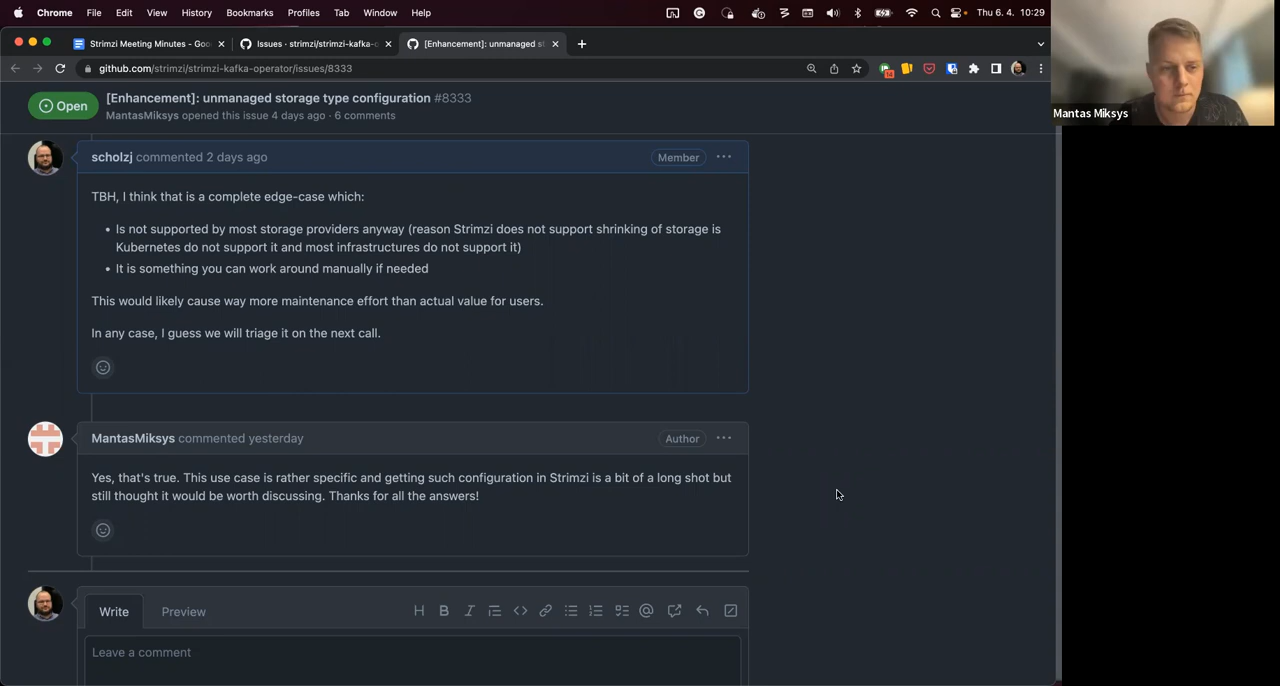 Chrome File Edit View History Bookmarks Profiles Tab Window Help Thu 6. 4. 10:29
Strimzi Meeting Minutes - Goo Issues · strimzi/strimzi-kafka-o [Enhancement]: unmanaged st
github.com/strimzi/strimzi-kafka-operator/issues/8333 14
Mantas Miksys
Open [Enhancement]: unmanaged storage type configuration #8333
MantasMiksys opened this issue 4 days ago · 6 comments
scholzj commented 2 days ago Member ...
TBH, I think that is a complete edge-case which:
• Is not supported by most storage providers anyway (reason Strimzi does not support shrinking of storage is
Kubernetes do not support it and most infrastructures do not support it)
• It is something you can work around manually if needed
This would likely cause way more maintenance effort than actual value for users.
In any case, I guess we will triage it on the next call.
MantasMiksys commented yesterday Author ...
Yes, that's true. This use case is rather specific and getting such configuration in Strimzi is a bit of a long shot but
still thought it would be worth discussing. Thanks for all the answers!
Write Preview
Leave a comment